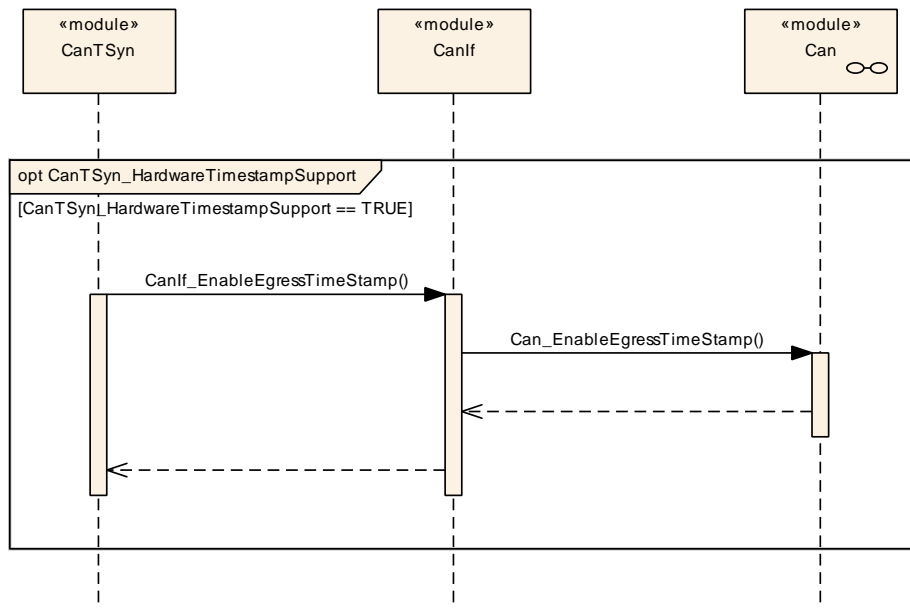 «module»
CanTSyn
«module»
CanIf
«module»
Can
opt CanTSyn_HardwareTimestampSupport
[CanTSyn_HardwareTimestampSupport == TRUE]
CanIf_EnableEgressTimeStamp()
Can_EnableEgressTimeStamp()